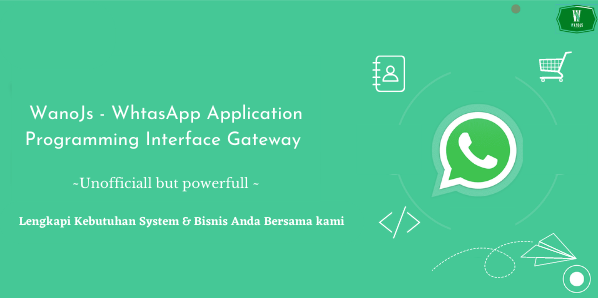 WanoJs - WhtasApp Application
Programming Interface Gateway
~Unofficiall but powerfull ~
Lengkapi Kebutuhan System & Bisnis Anda Bersama kami